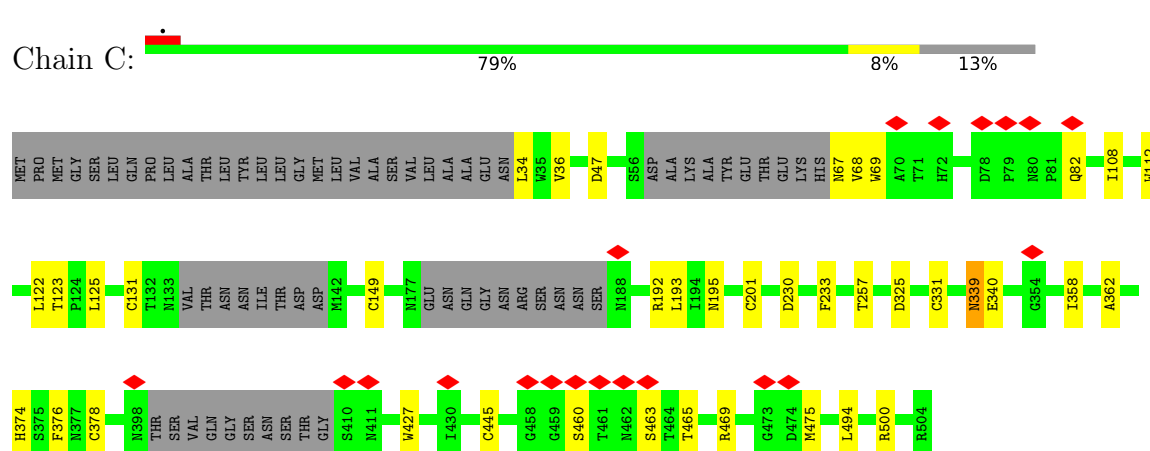 Chain C:
79% 8% 13%
MET PRO MET GLY SER LEU GLN PRO LEU ALA THR LEU TYR LEU LEU GLY MET LEU VAL ALA SER VAL LEU ALA ALA GLU ASN L34 W35 V36 D47 S56 ASP ALA LYS ALA TYR GLU THR GLU LYS HIS N67 V68 W69 A70 T71 H72 D78 P79 N80 P81 Q82 I108 W112
L122 T123 P124 L125 C131 T132 N133 VAL THR ASN ASN ILE THR ASP ASP M142 C149 N177 GLU ASN GLN GLY ASN ARG SER ASN ASN SER N188 R192 L193 I194 N195 C201 D230 F233 T257 D325 C331 N339 E340 G354 I358 A362
H374 S375 F376 N377 C378 N398 THR SER VAL GLN GLY SER ASN SER THR GLY S410 N411 W427 I430 C445 G458 G459 S460 T461 N462 S463 T464 T465 R469 G473 D474 M475 L494 R500 R504